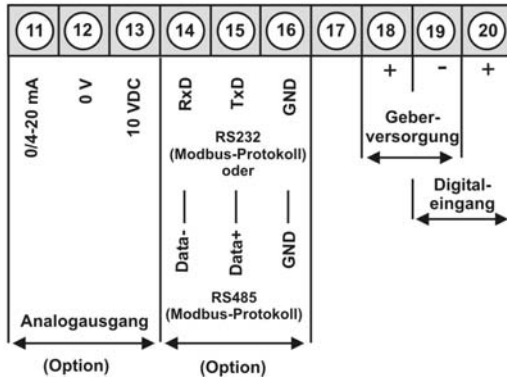 11 12 13 14 15 16 17 18 19 20
+ - +
0/4-20 mA
0 V
10 VDC
RxD
TxD
GND
RS232
(Modbus-Protokoll)
oder
Data-
Data+
GND
RS485
(Modbus-Protokoll)
Geber-
versorgung
Digital-
eingang
Analogausgang
(Option)
(Option)